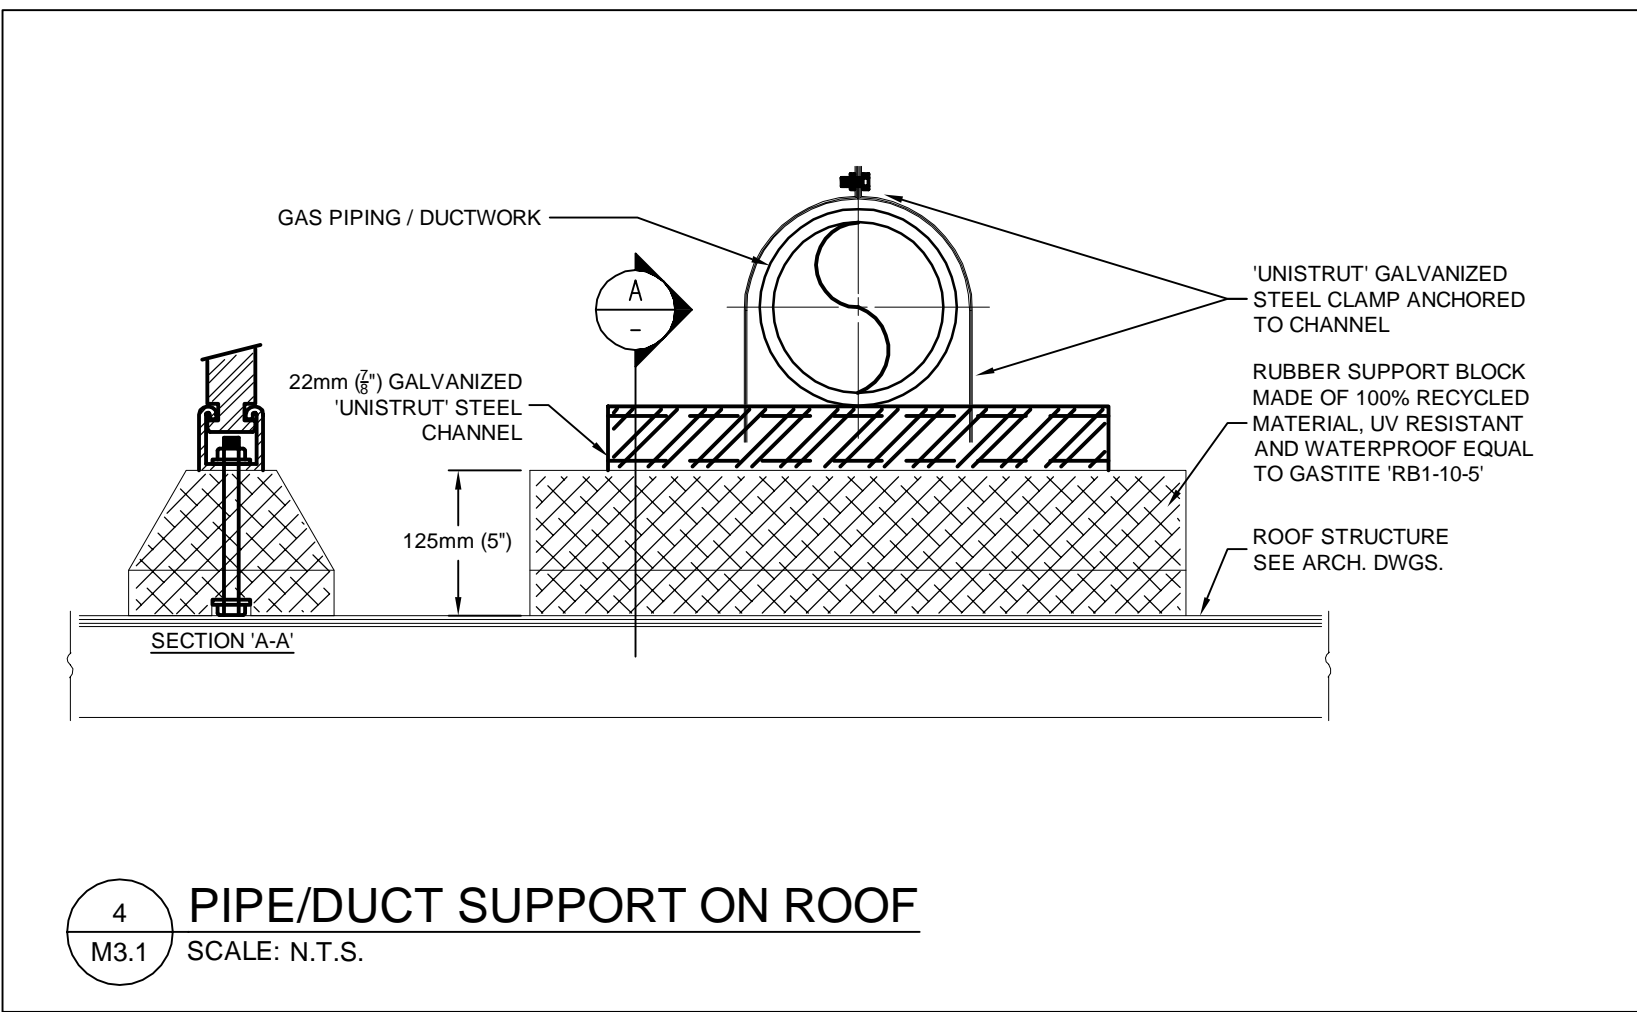 GAS PIPING / DUCTWORK
A
-
'UNISTRUT' GALVANIZED
STEEL CLAMP ANCHORED
TO CHANNEL
22mm (7/8") GALVANIZED
'UNISTRUT' STEEL
CHANNEL
RUBBER SUPPORT BLOCK
MADE OF 100% RECYCLED
MATERIAL, UV RESISTANT
AND WATERPROOF EQUAL
TO GASTITE 'RB1-10-5'
125mm (5")
ROOF STRUCTURE
SEE ARCH. DWGS.
SECTION 'A-A'
4
M3.1
PIPE/DUCT SUPPORT ON ROOF
SCALE: N.T.S.